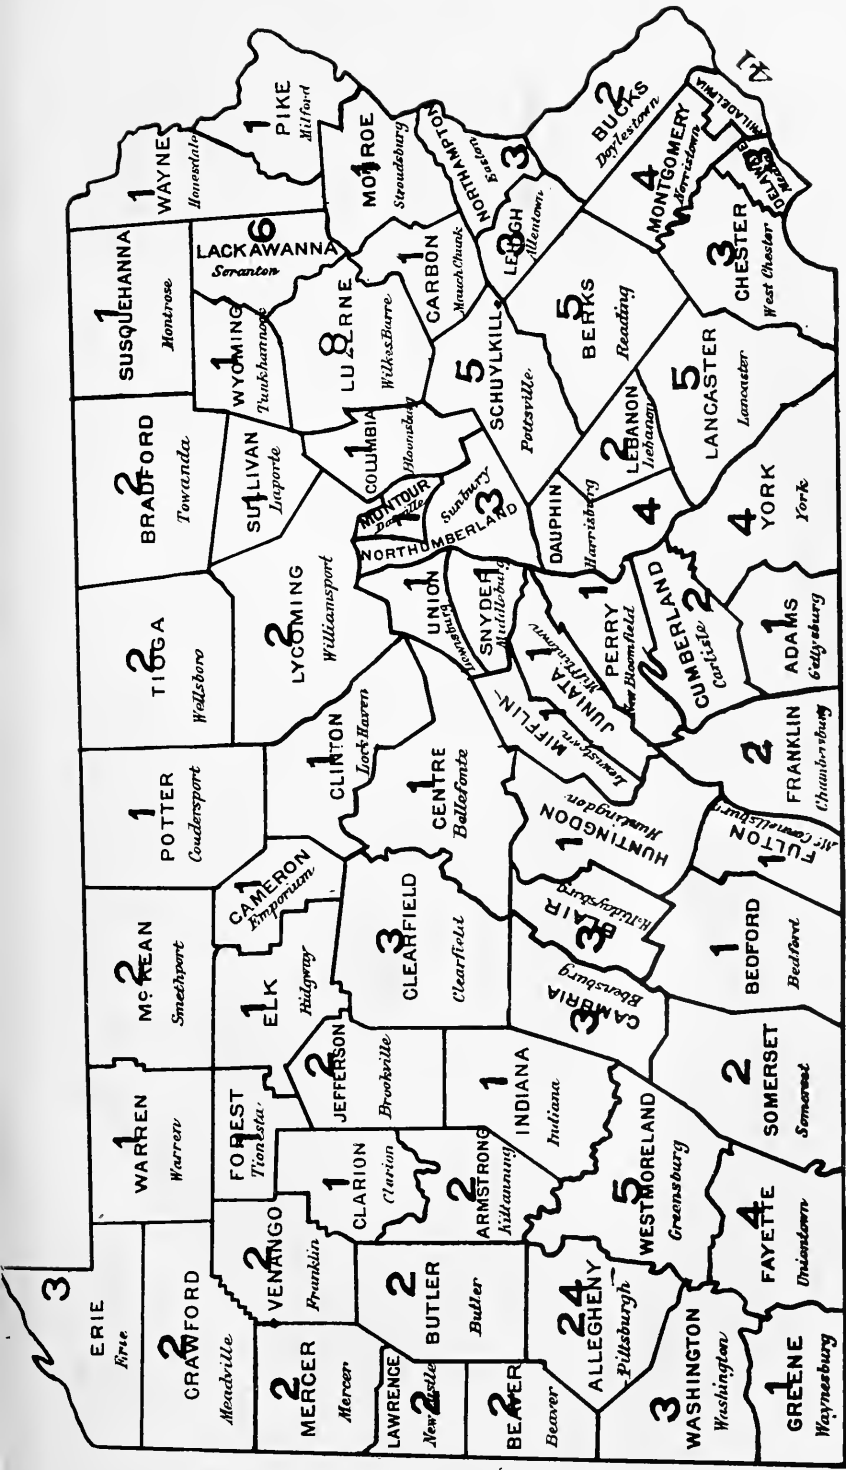 3
ERIE
Erie
2
CRAWFORD
Meadville
2
MERCER
Mercer
LAWRENCE
2
New Castle
2
BEAVER
Beaver
3
WASHINGTON
Washington
1
GREENE
Waynesburg
1
WARREN
Warren
FOREST
1
Tionesta
2
VENANGO
Franklin
1
CLARION
Clarion
2
BUTLER
Butler
2
ARMSTRONG
Kittanning
24
ALLEGHENY
Pittsburgh
5
WESTMORELAND
Greensburg
4
FAYETTE
Uniontown
2
McKEAN
Smethport
1
ELK
Ridgway
2
JEFFERSON
Brookville
1
INDIANA
Indiana
2
SOMERSET
Somerset
1
POTTER
Coudersport
1
CAMERON
Emporium
3
CLEARFIELD
Clearfield
3
CAMBRIA
Ebensburg
3
BLAIR
Hollidaysburg
1
BEDFORD
Bedford
2
TIOGA
Wellsboro
1
CLINTON
Lock Haven
1
CENTRE
Bellefonte
1
HUNTINGDON
Huntingdon
1
FULTON
Mc Connellsburg
2
FRANKLIN
Chambersburg
2
BRADFORD
Towanda
SULLIVAN
1
Laporte
2
LYCOMING
Williamsport
1
UNION
Lewisburg
1
SNYDER
Middleburg
1
MIFFLIN
Lewistown
1
JUNIATA
Mifflintown
1
PERRY
New Bloomfield
2
CUMBERLAND
Carlisle
1
ADAMS
Gettysburg
1
SUSQUEHANNA
Montrose
1
WYOMING
Tunkhannock
8
LUZERNE
Wilkes Barre
1
COLUMBIA
Bloomsburg
MONTOUR
1
Danville
NORTHUMBERLAND
3
Sunbury
DAUPHIN
4
Harrisburg
4
YORK
York
1
WAYNE
Honesdale
6
LACKAWANNA
Scranton
1
CARBON
Mauch Chunk
5
SCHUYLKILL
Pottsville
2
LEBANON
Lebanon
5
LANCASTER
Lancaster
1
PIKE
Milford
1
MONROE
Stroudsburg
NORTHAMPTON
3
Easton
3
LEHIGH
Allentown
5
BERKS
Reading
2
BUCKS
Doylestown
4
MONTGOMERY
Norristown
3
CHESTER
West Chester
DELAWARE
3
Media
PHILADELPHIA
41